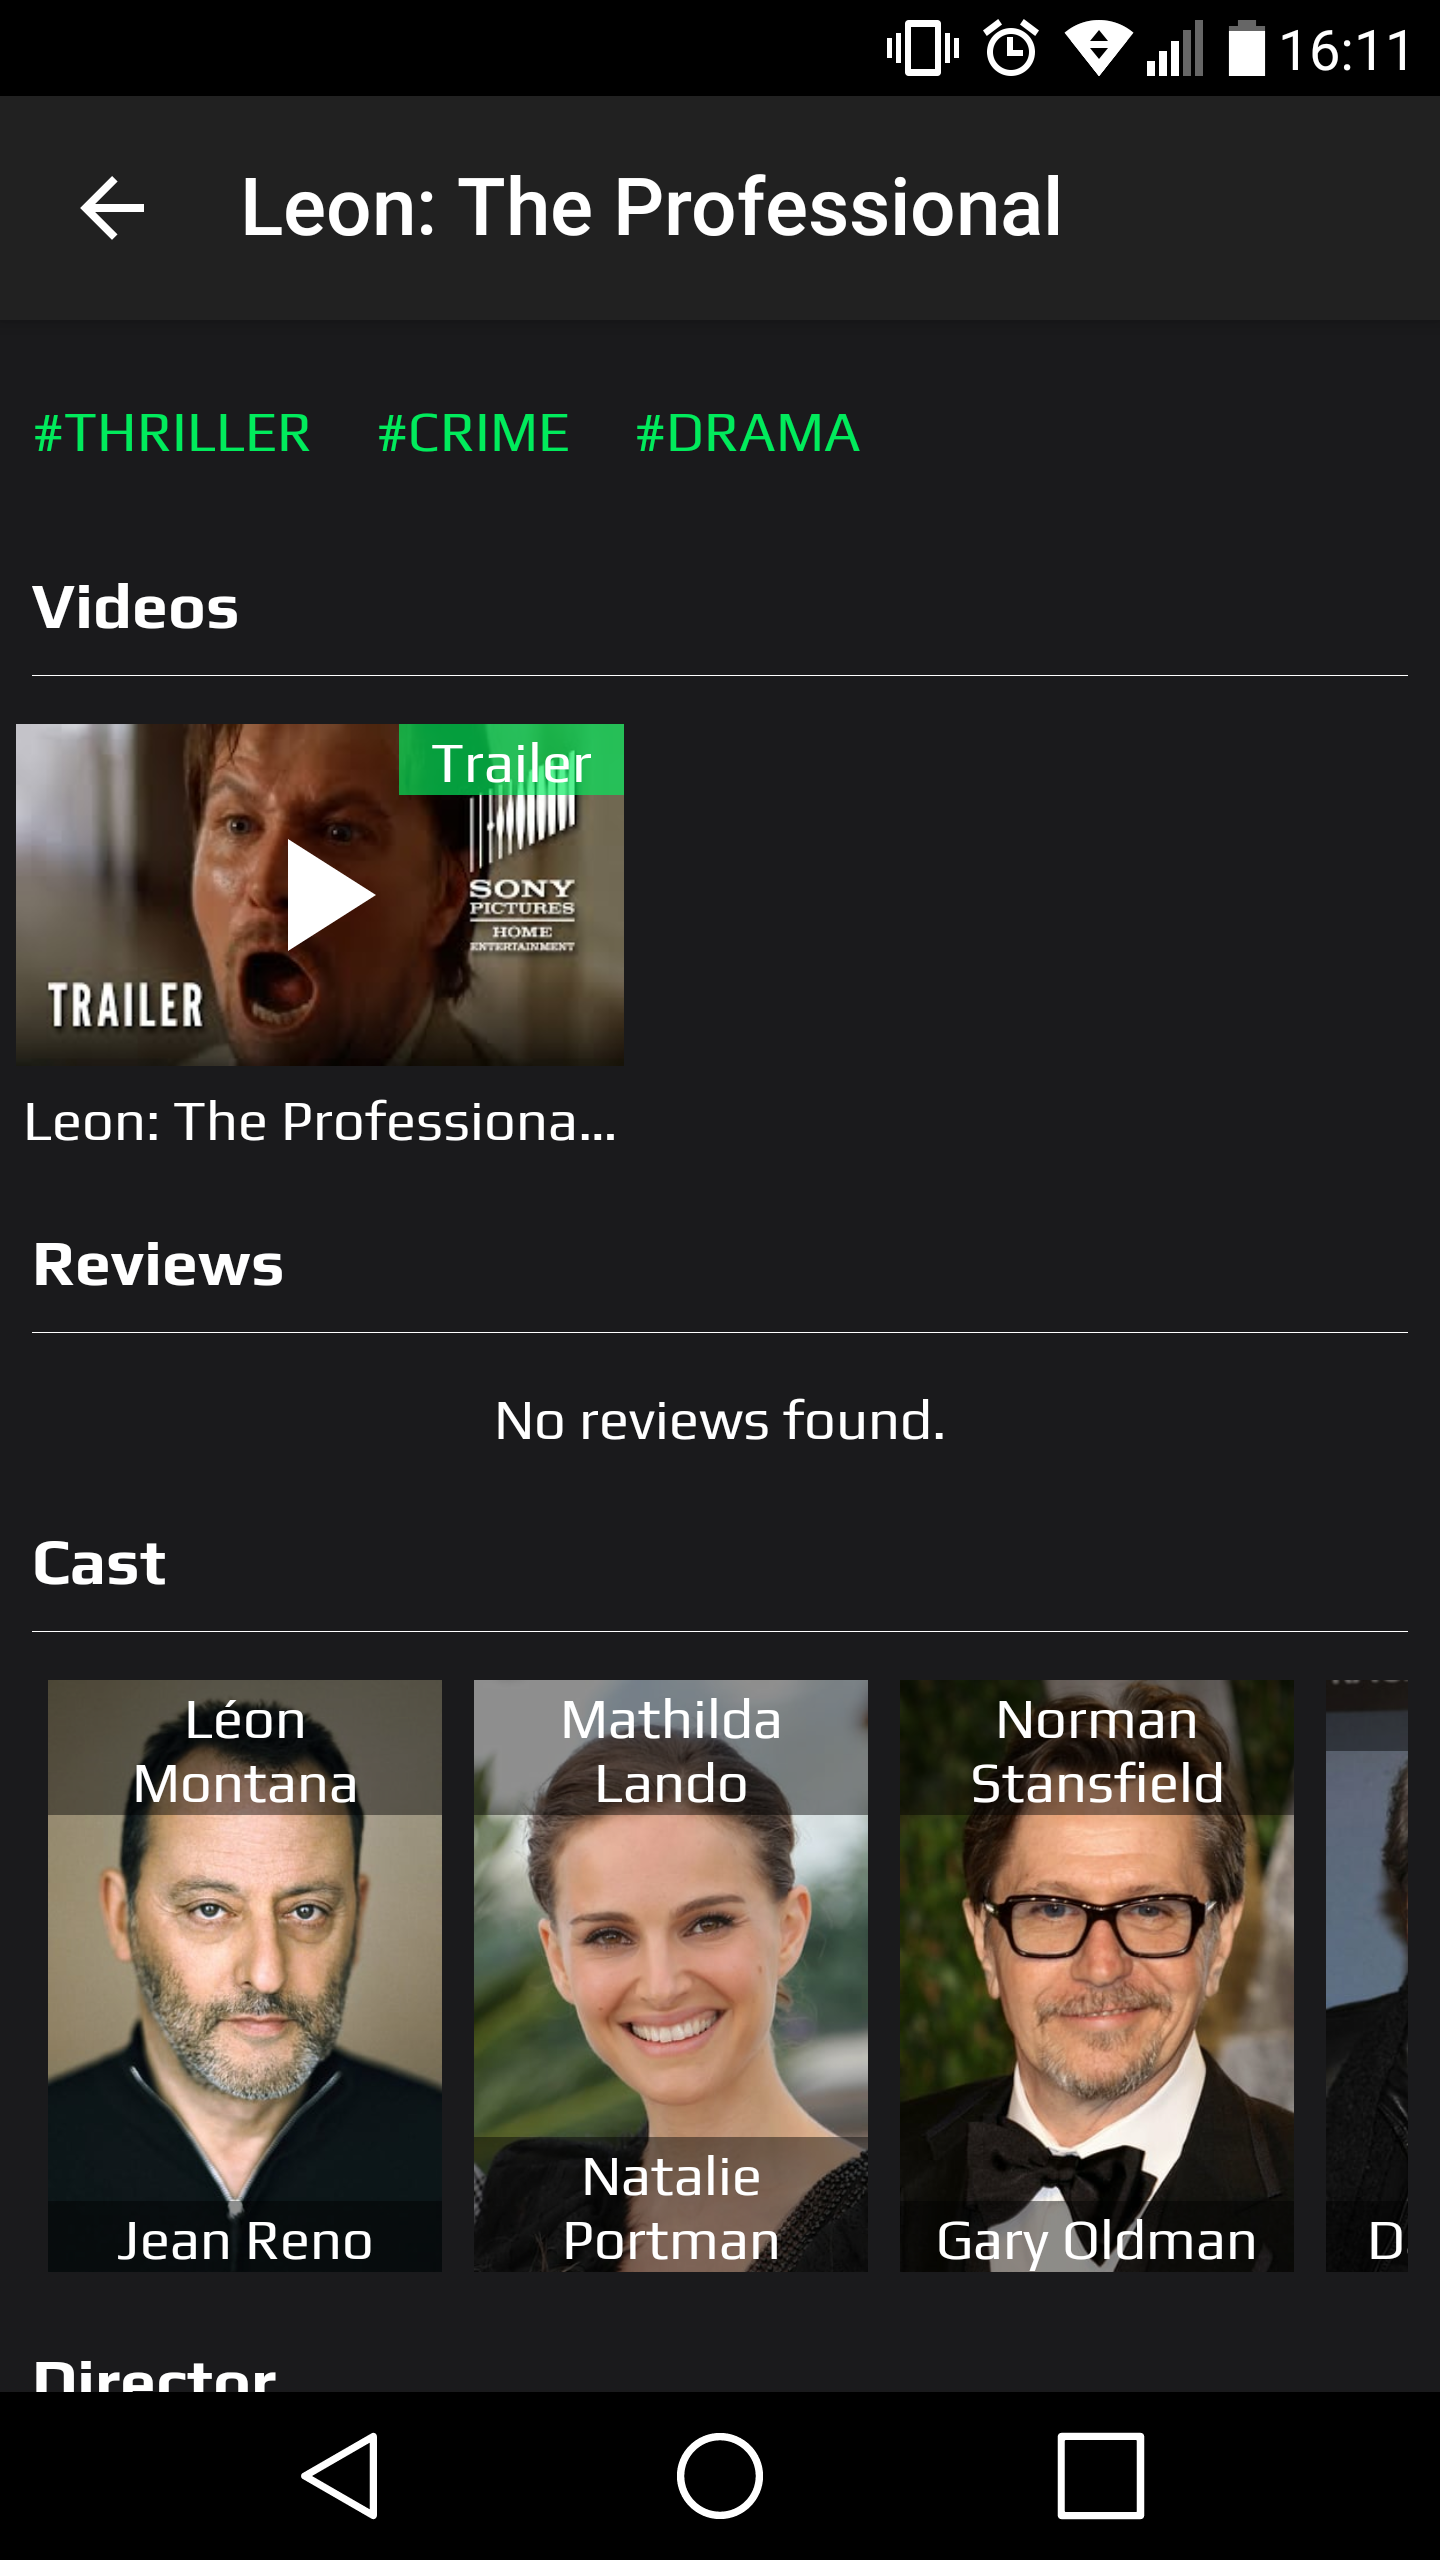 16:11
Leon: The Professional
#THRILLER #CRIME #DRAMA
Videos
Trailer
SONY
PICTURES
HOME
ENTERTAINMENT
TRAILER
Leon: The Professiona...
Reviews
No reviews found.
Cast
Léon
Montana
Jean Reno
Mathilda
Lando
Natalie
Portman
Norman
Stansfield
Gary Oldman
Director